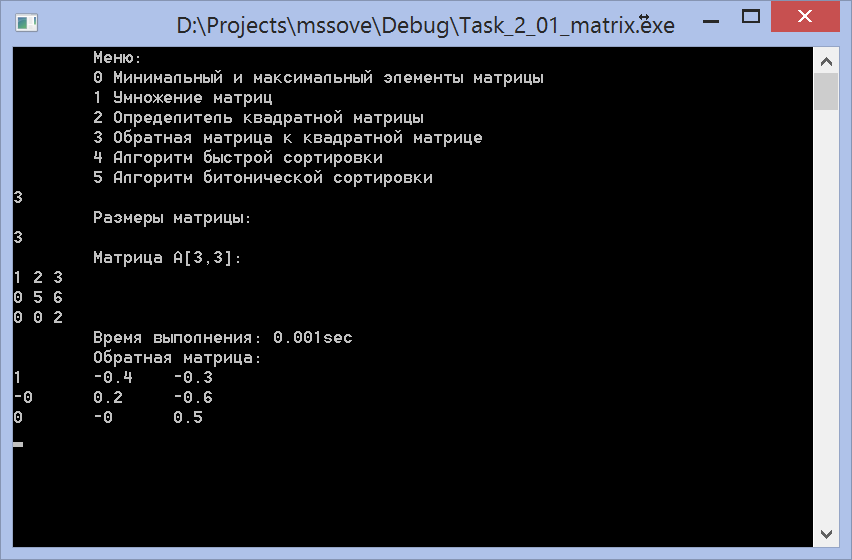 D:\Projects\mssove\Debug\Task_2_01_matrix.exe
Меню:
0 Минимальный и максимальный элементы матрицы
1 Умножение матриц
2 Определитель квадратной матрицы
3 Обратная матрица к квадратной матрице
4 Алгоритм быстрой сортировки
5 Алгоритм битонической сортировки
3
Размеры матрицы:
3
Матрица A[3,3]:
1 2 3
0 5 6
0 0 2
Время выполнения: 0.001sec
Обратная матрица:
1 -0.4 -0.3
-0 0.2 -0.6
0 -0 0.5